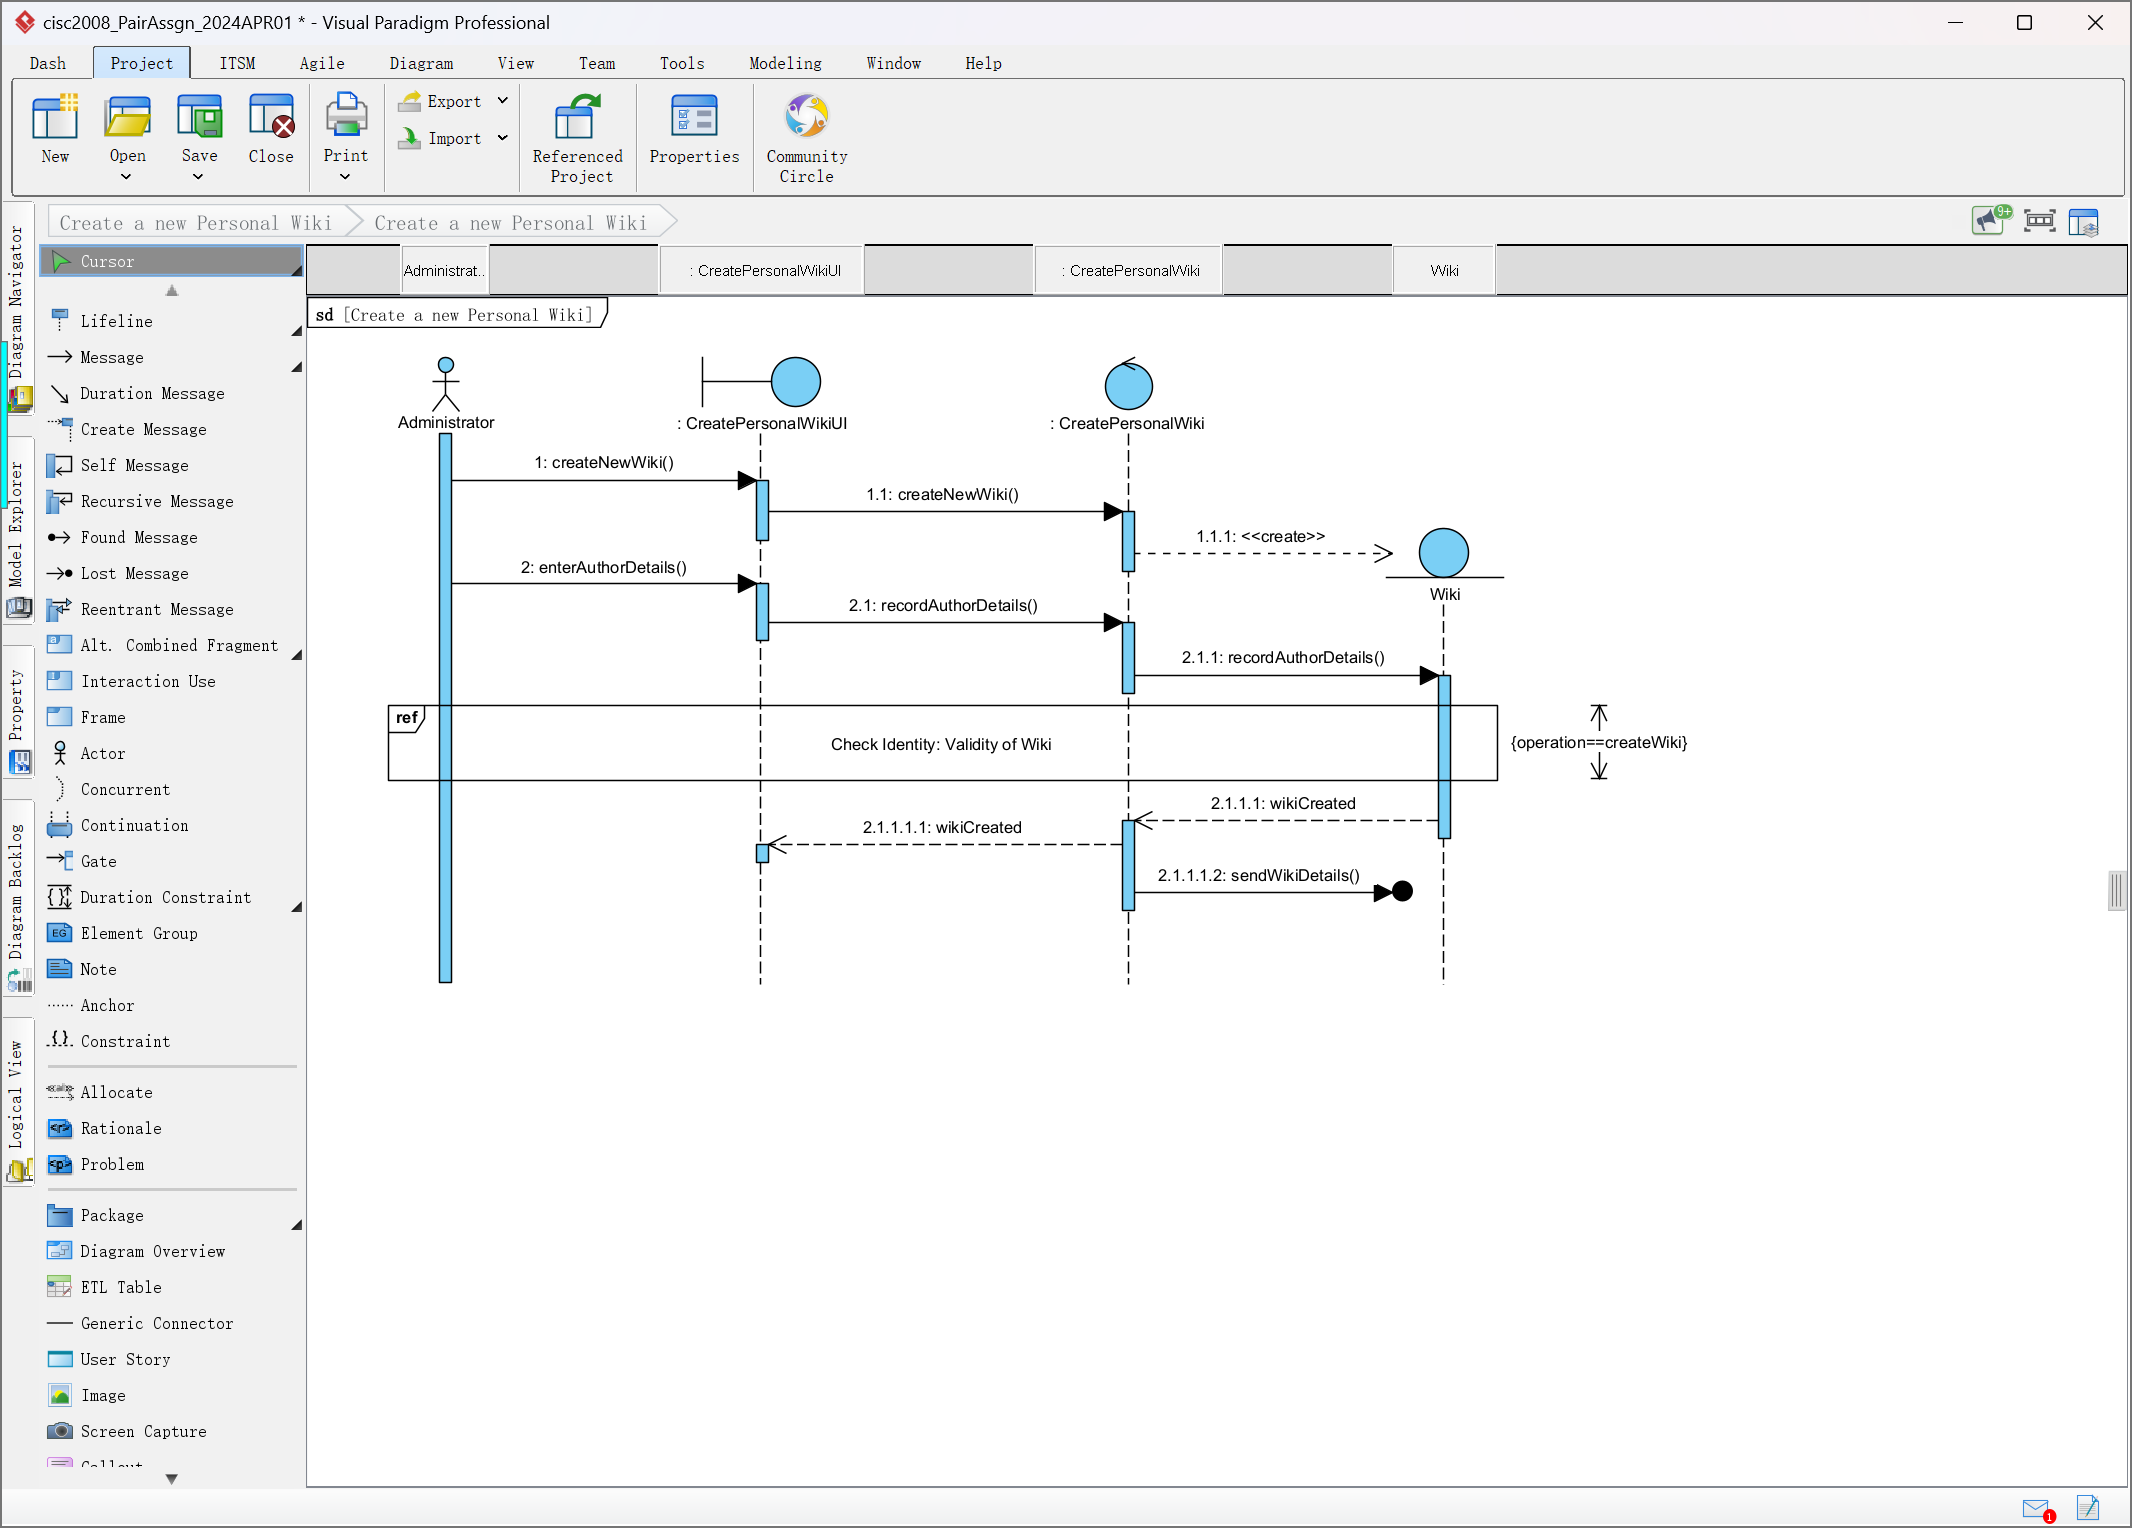 cisc2008_PairAssgn_2024APR01 * - Visual Paradigm Professional
Dash Project ITSM Agile Diagram View Team Tools Modeling Window Help
New
Open
Save
Close
Print
Export
Import
Referenced
Project
Properties
Community
Circle
Create a new Personal Wiki Create a new Personal Wiki
9+
Diagram Navigator
Model Explorer
Property
Diagram Backlog
Logical View
Cursor
Lifeline
Message
Duration Message
Create Message
Self Message
Recursive Message
Found Message
Lost Message
Reentrant Message
Alt. Combined Fragment
Interaction Use
Frame
Actor
Concurrent
Continuation
Gate
Duration Constraint
Element Group
Note
Anchor
Constraint
Allocate
Rationale
Problem
Package
Diagram Overview
ETL Table
Generic Connector
User Story
Image
Screen Capture
Callout
Administrat.. : CreatePersonalWikiUI : CreatePersonalWiki Wiki
sd [Create a new Personal Wiki]
Administrator
: CreatePersonalWikiUI
: CreatePersonalWiki
1: createNewWiki()
1.1: createNewWiki()
1.1.1: <<create>>
Wiki
2: enterAuthorDetails()
2.1: recordAuthorDetails()
2.1.1: recordAuthorDetails()
ref
Check Identity: Validity of Wiki
{operation==createWiki}
2.1.1.1: wikiCreated
2.1.1.1.1: wikiCreated
2.1.1.1.2: sendWikiDetails()
1